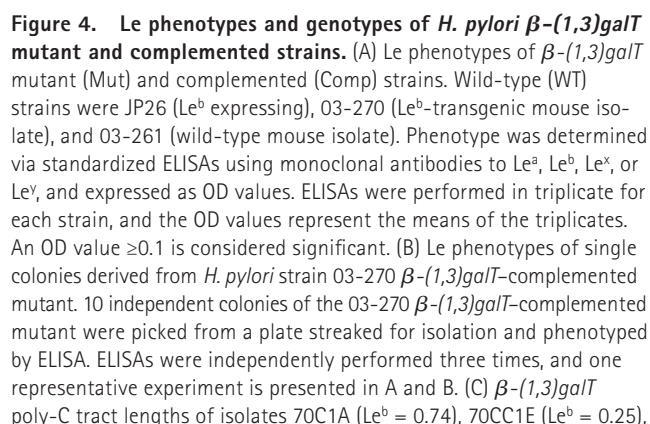 Figure 4. Le phenotypes and genotypes of H. pylori β-(1,3)galT
mutant and complemented strains. (A) Le phenotypes of β-(1,3)galT
mutant (Mut) and complemented (Comp) strains. Wild-type (WT)
strains were JP26 (Leᵇ expressing), 03-270 (Leᵇ-transgenic mouse iso-
late), and 03-261 (wild-type mouse isolate). Phenotype was determined
via standardized ELISAs using monoclonal antibodies to Leᵃ, Leᵇ, Leˣ, or
Leʸ, and expressed as OD values. ELISAs were performed in triplicate for
each strain, and the OD values represent the means of the triplicates.
An OD value ≥0.1 is considered significant. (B) Le phenotypes of single
colonies derived from H. pylori strain 03-270 β-(1,3)galT–complemented
mutant. 10 independent colonies of the 03-270 β-(1,3)galT–complemented
mutant were picked from a plate streaked for isolation and phenotyped
by ELISA. ELISAs were independently performed three times, and one
representative experiment is presented in A and B. (C) β-(1,3)galT
poly-C tract lengths of isolates 70C1A (Leᵇ = 0.74), 70CC1E (Leᵇ = 0.25),